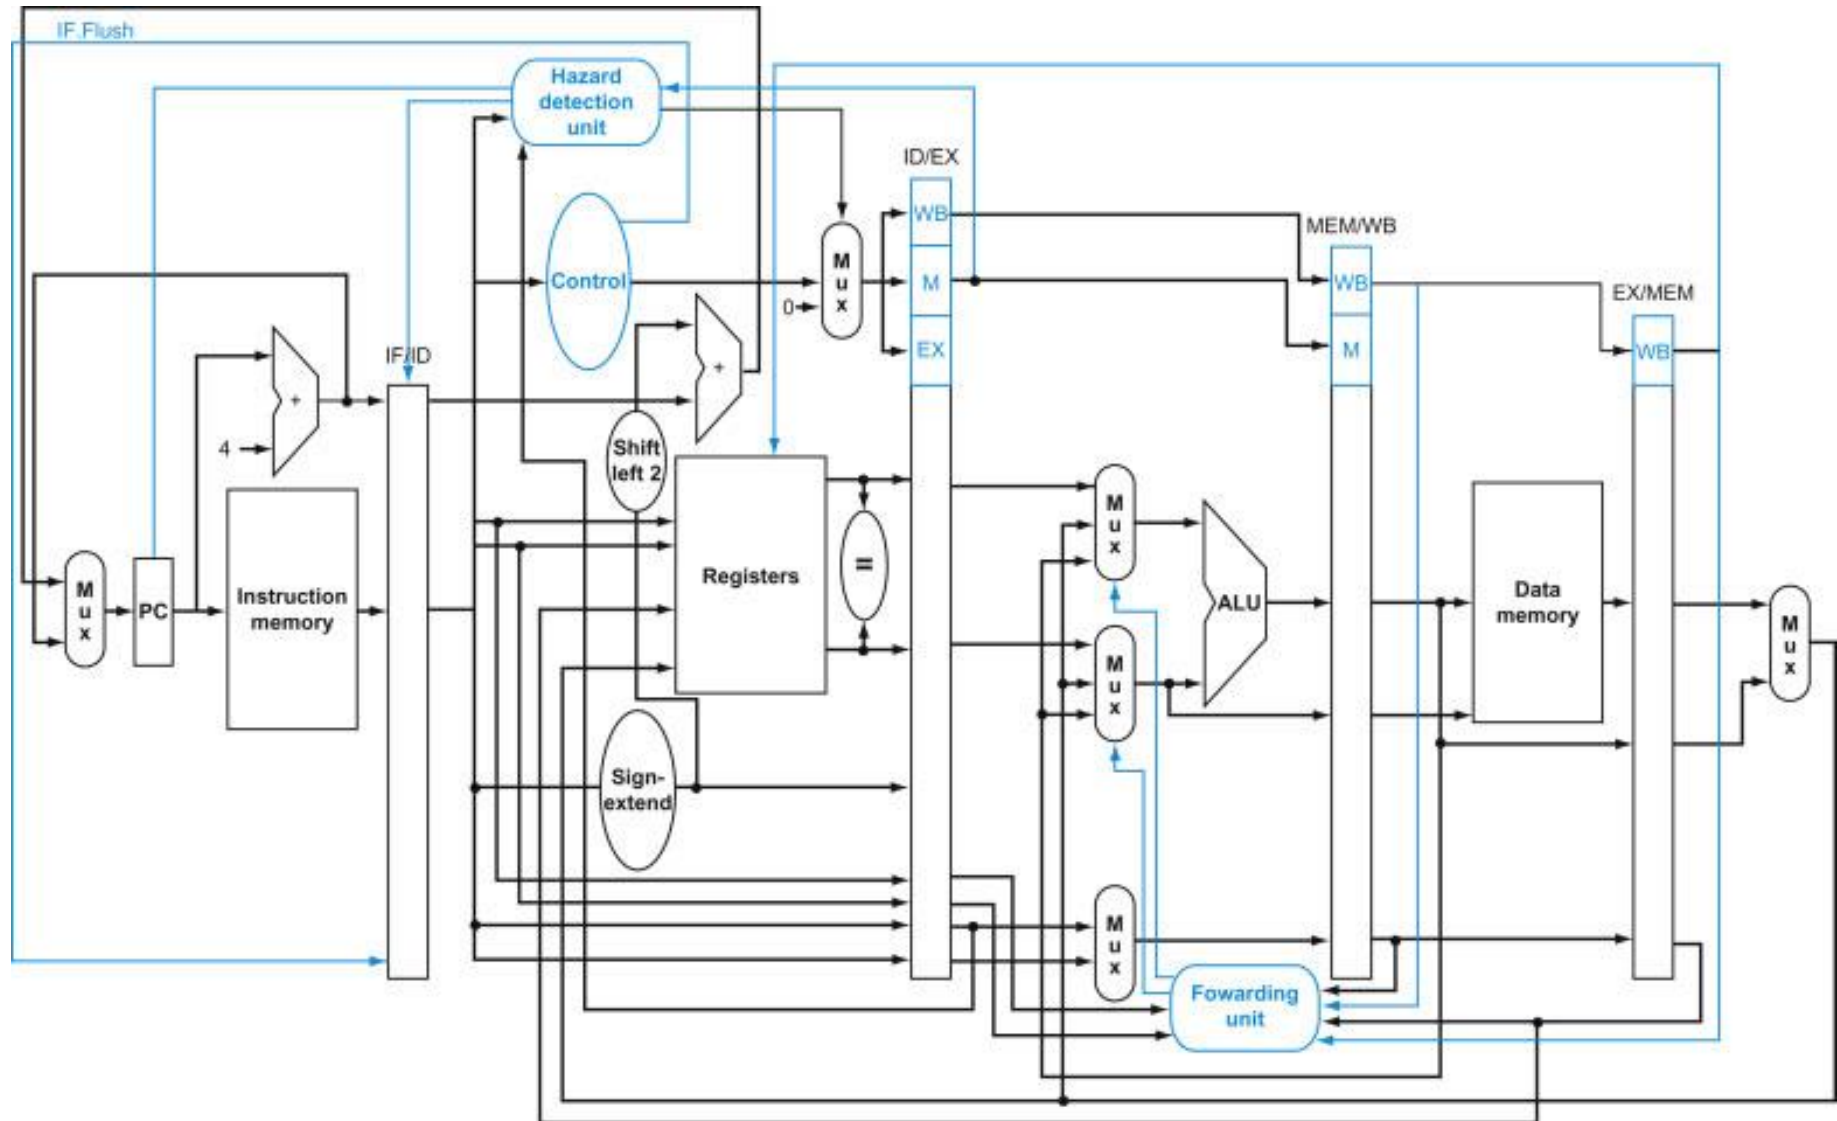 IF.Flush
Hazard
detection
unit
ID/EX
WB
M
EX
MEM/WB
WB
M
EX/MEM
WB
Control
M
u
x
0
+
IF/ID
+
4
Shift
left 2
M
u
x
PC
Instruction
memory
Registers
=
M
u
x
M
u
x
ALU
Data
memory
M
u
x
Sign-
extend
M
u
x
Fowarding
unit